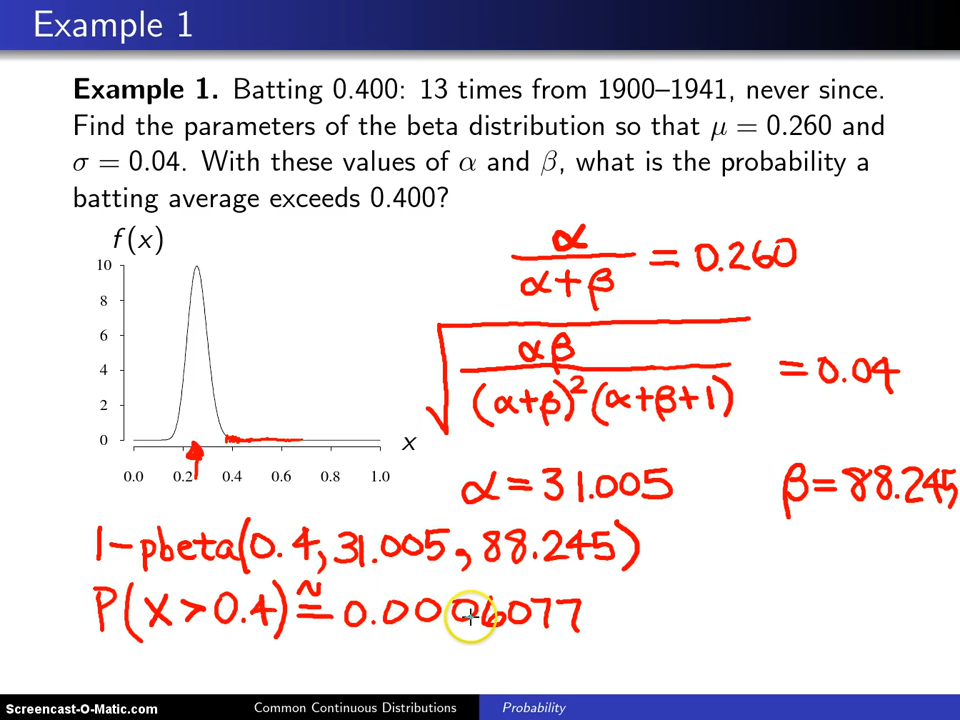 Example 1
Example 1. Batting 0.400: 13 times from 1900–1941, never since.
Find the parameters of the beta distribution so that μ = 0.260 and
σ = 0.04. With these values of α and β, what is the probability a
batting average exceeds 0.400?
f(x)
10
8
6
4
2
0
0.0 0.2 0.4 0.6 0.8 1.0
x
α
α+β
= 0.260
√
αβ
(α+β)²(α+β+1)
= 0.04
α = 31.005 β = 88.245
1-pbeta(0.4, 31.005, 88.245)
P(X > 0.4) ≅ 0.0006077
Screencast-O-Matic.com
Common Continuous Distributions Probability